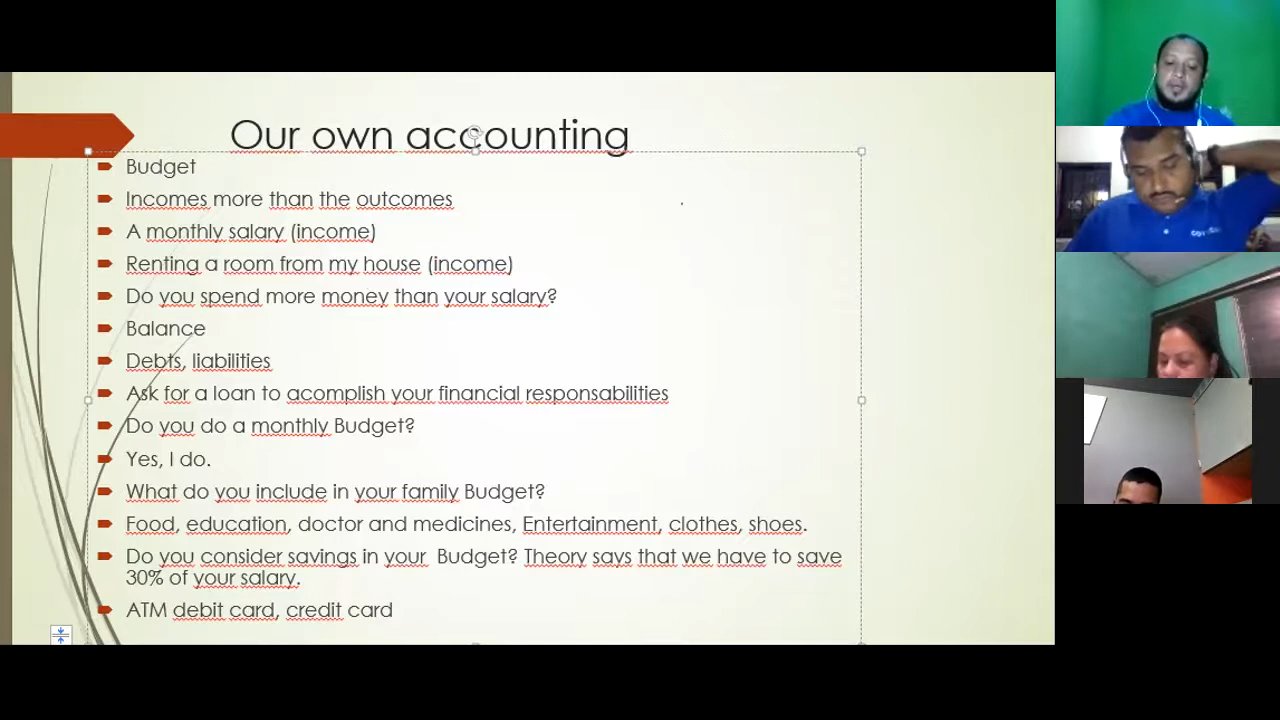 Our own accounting
Budget
Incomes more than the outcomes
A monthly salary (income)
Renting a room from my house (income)
Do you spend more money than your salary?
Balance
Debts, liabilities
Ask for a loan to acomplish your financial responsabilities
Do you do a monthly Budget?
Yes, I do.
What do you include in your family Budget?
Food, education, doctor and medicines, Entertainment, clothes, shoes.
Do you consider savings in your Budget? Theory says that we have to save
30% of your salary.
ATM debit card, credit card